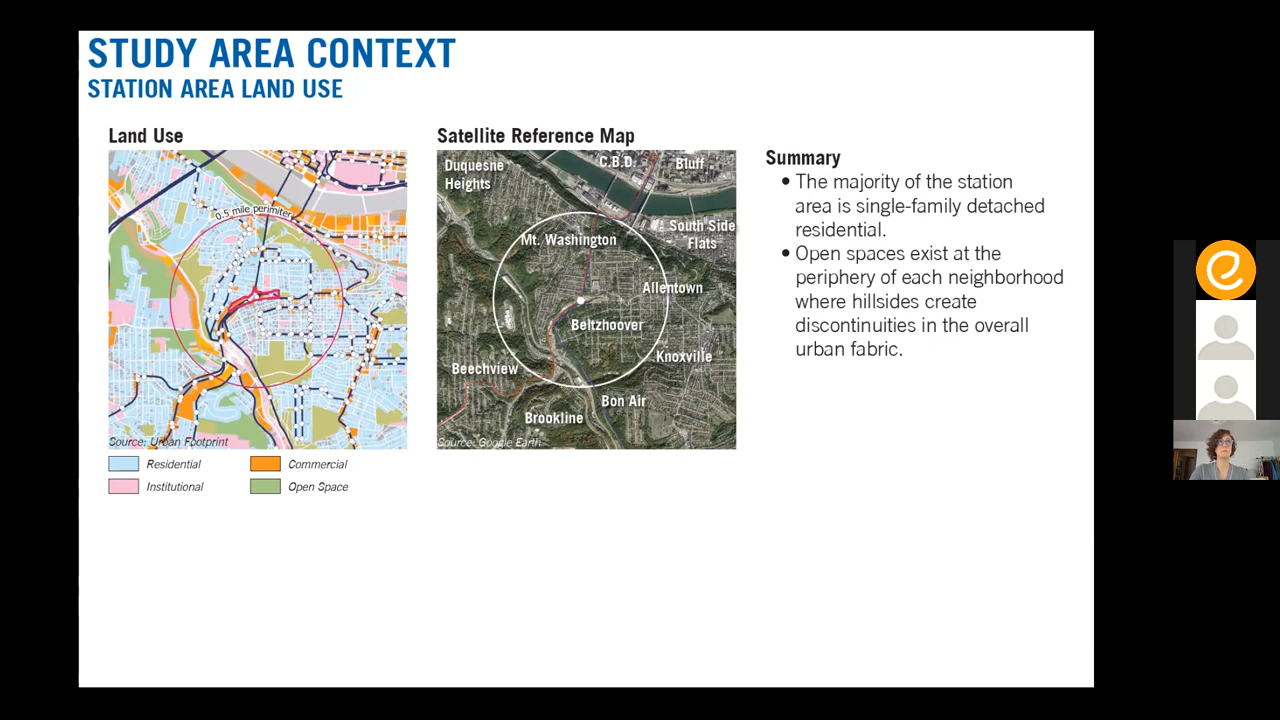 STUDY AREA CONTEXT
STATION AREA LAND USE
Land Use
0.5 mile perimiter
Source: Urban Footprint
Residential
Commercial
Institutional
Open Space
Satellite Reference Map
Duquesne
Heights
C.B.D.
Bluff
Mt. Washington
South Side
Flats
Allentown
Beltzhoover
Knoxville
Beechview
Bon Air
Brookline
Source: Google Earth
Summary
• The majority of the station
area is single-family detached
residential.
• Open spaces exist at the
periphery of each neighborhood
where hillsides create
discontinuities in the overall
urban fabric.